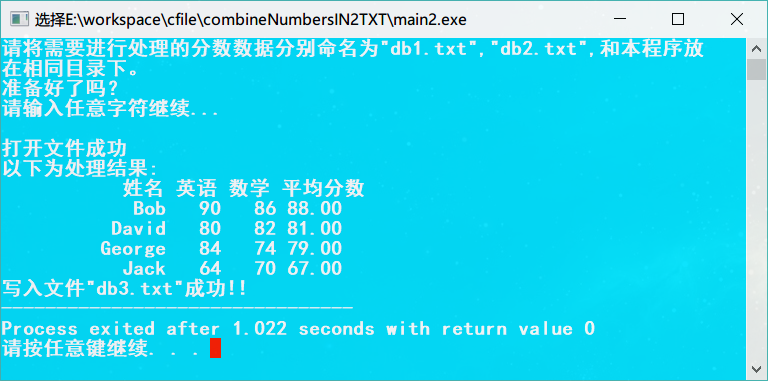 选择E:\workspace\cfile\combineNumbersIN2TXT\main2.exe
请将需要进行处理的分数数据分别命名为"db1.txt","db2.txt",和本程序放
在相同目录下。
准备好了吗？
请输入任意字符继续...
打开文件成功
以下为处理结果:
姓名 英语 数学 平均分数
Bob 90 86 88.00
David 80 82 81.00
George 84 74 79.00
Jack 64 70 67.00
写入文件"db3.txt"成功!!
--------------------------------
Process exited after 1.022 seconds with return value 0
请按任意键继续. . .